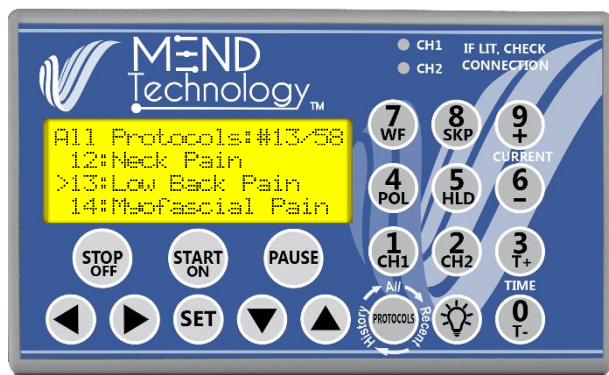 MEND
Technology™
CH1
CH2
IF LIT, CHECK
CONNECTION
All Protocols:#13/58
12:Neck Pain
>13:Low Back Pain
14:Myofascial Pain
7
WF
8
SKP
9
+
CURRENT
4
POL
5
HLD
6
-
1
CH1
2
CH2
3
T+
TIME
0
T-
STOP
OFF
START
ON
PAUSE
SET
All
Recent
History
PROTOCOLS